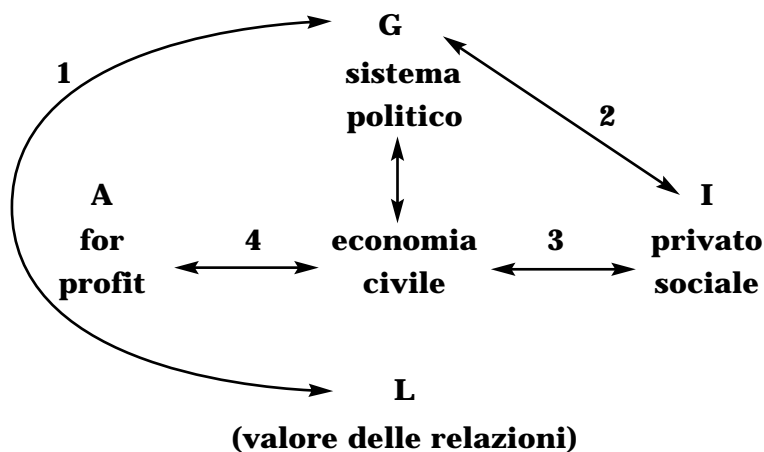 G
1
sistema
politico
2
A
I
for
4
economia
3
privato
profit
civile
sociale
L
(valore delle relazioni)